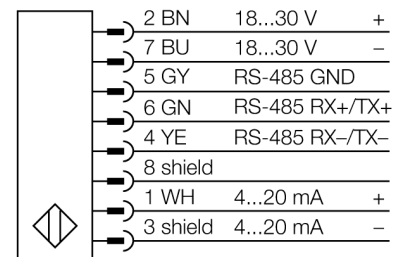 2 BN 18...30 V +
7 BU 18...30 V –
5 GY RS-485 GND
6 GN RS-485 RX+/TX+
4 YE RS-485 RX–/TX–
8 shield
1 WH 4...20 mA +
3 shield 4...20 mA –